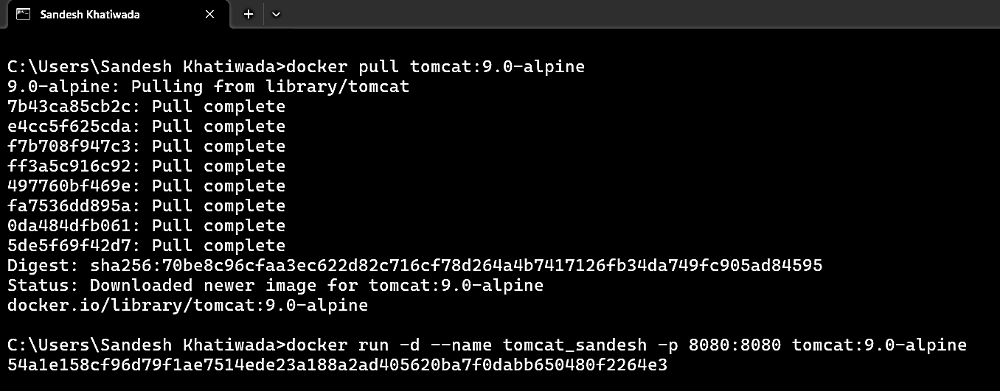 Sandesh Khatiwada
C:\Users\Sandesh Khatiwada>docker pull tomcat:9.0-alpine
9.0-alpine: Pulling from library/tomcat
7b43ca85cb2c: Pull complete
e4cc5f625cda: Pull complete
f7b708f947c3: Pull complete
ff3a5c916c92: Pull complete
497760bf469e: Pull complete
fa7536dd895a: Pull complete
0da484dfb061: Pull complete
5de5f69f42d7: Pull complete
Digest: sha256:70be8c96cfaa3ec622d82c716cf78d264a4b7417126fb34da749fc905ad84595
Status: Downloaded newer image for tomcat:9.0-alpine
docker.io/library/tomcat:9.0-alpine
C:\Users\Sandesh Khatiwada>docker run -d --name tomcat_sandesh -p 8080:8080 tomcat:9.0-alpine
54a1e158cf96d79f1ae7514ede23a188a2ad405620ba7f0dabb650480f2264e3